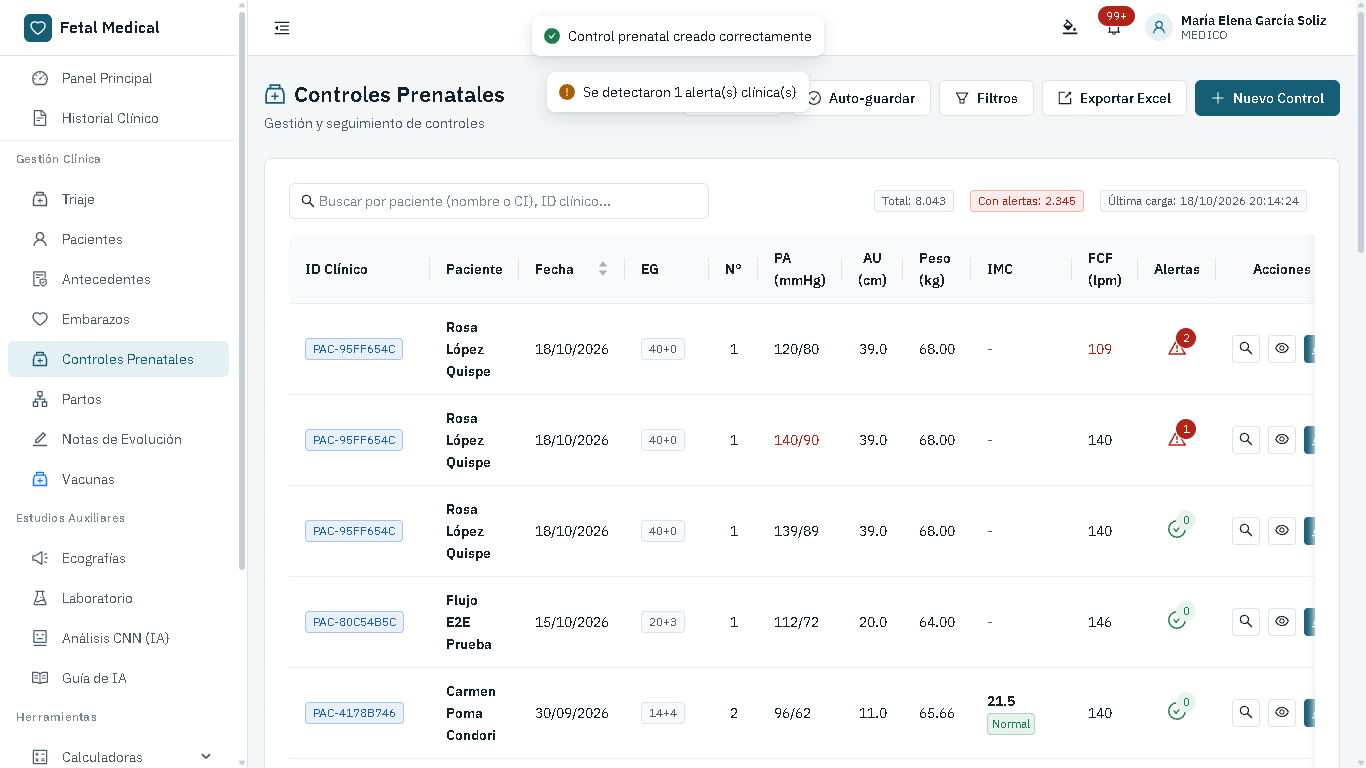 Fetal Medical
Control prenatal creado correctamente
99+
María Elena García Soliz
MEDICO
Panel Principal
Historial Clínico
Gestión Clínica
Triaje
Pacientes
Antecedentes
Embarazos
Controles Prenatales
Partos
Notas de Evolución
Vacunas
Estudios Auxiliares
Ecografías
Laboratorio
Análisis CNN (IA)
Guía de IA
Herramientas
Calculadoras
Controles Prenatales
Gestión y seguimiento de controles
Se detectaron 1 alerta(s) clínica(s)
Auto-guardar
Filtros
Exportar Excel
Nuevo Control
Buscar por paciente (nombre o CI), ID clínico...
Total: 8.043
Con alertas: 2.345
Última carga: 18/10/2026 20:14:24
ID Clínico Paciente Fecha EG Nº PA (mmHg) AU (cm) Peso (kg) IMC FCF (lpm) Alertas Acciones
PAC-95FF654C Rosa López Quispe 18/10/2026 40+0 1 120/80 39.0 68.00 - 109 2
PAC-95FF654C Rosa López Quispe 18/10/2026 40+0 1 140/90 39.0 68.00 - 140 1
PAC-95FF654C Rosa López Quispe 18/10/2026 40+0 1 139/89 39.0 68.00 - 140 0
PAC-80C54B5C Flujo E2E Prueba 15/10/2026 20+3 1 112/72 20.0 64.00 - 146 0
PAC-4178B746 Carmen Poma Condori 30/09/2026 14+4 2 96/62 11.0 65.66 21.5 Normal 140 0